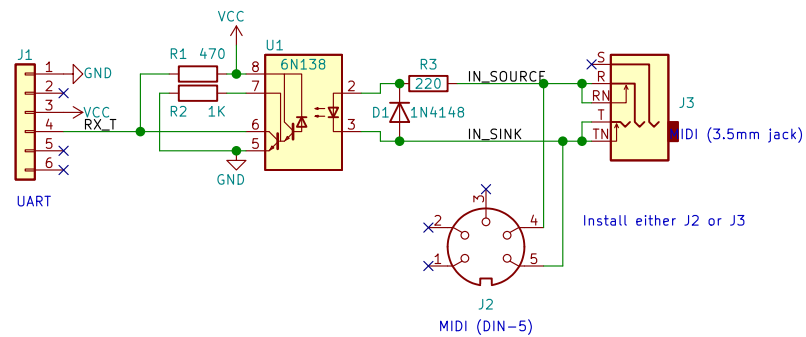 VCC
J1
R1 470
U1
6N138
1
GND
8
S
R3
2
R2 1K
7
2
220
IN_SOURCE
R
3
VCC
RN
J3
RX_T
D1
1N4148
T
4
6
3
IN_SINK
TN
MIDI (3.5mm jack)
5
5
6
GND
UART
3
2
4
Install either J2 or J3
1
5
J2
MIDI (DIN-5)